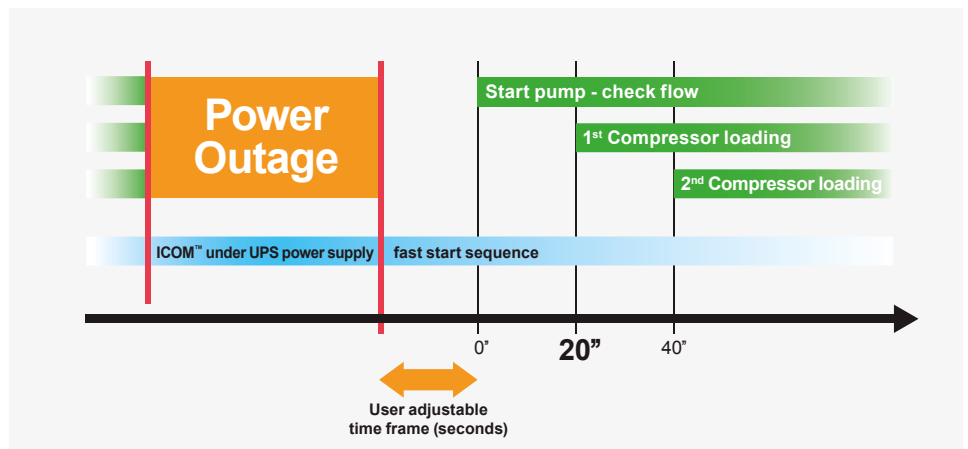 Power
Outage
Start pump - check flow
1st Compressor loading
2nd Compressor loading
ICOM™ under UPS power supply
fast start sequence
0”
20”
40”
User adjustable
time frame (seconds)